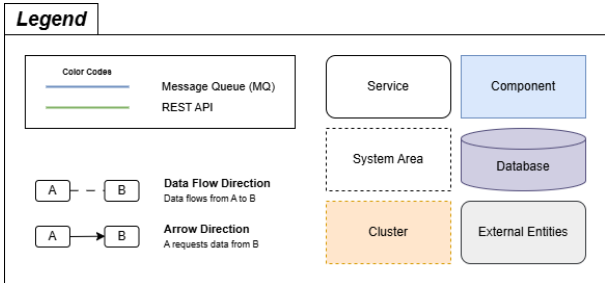 Legend
Color Codes
Message Queue (MQ)
REST API
Service
Component
System Area
Database
A
B
Data Flow Direction
Data flows from A to B
A
B
Arrow Direction
A requests data from B
Cluster
External Entities